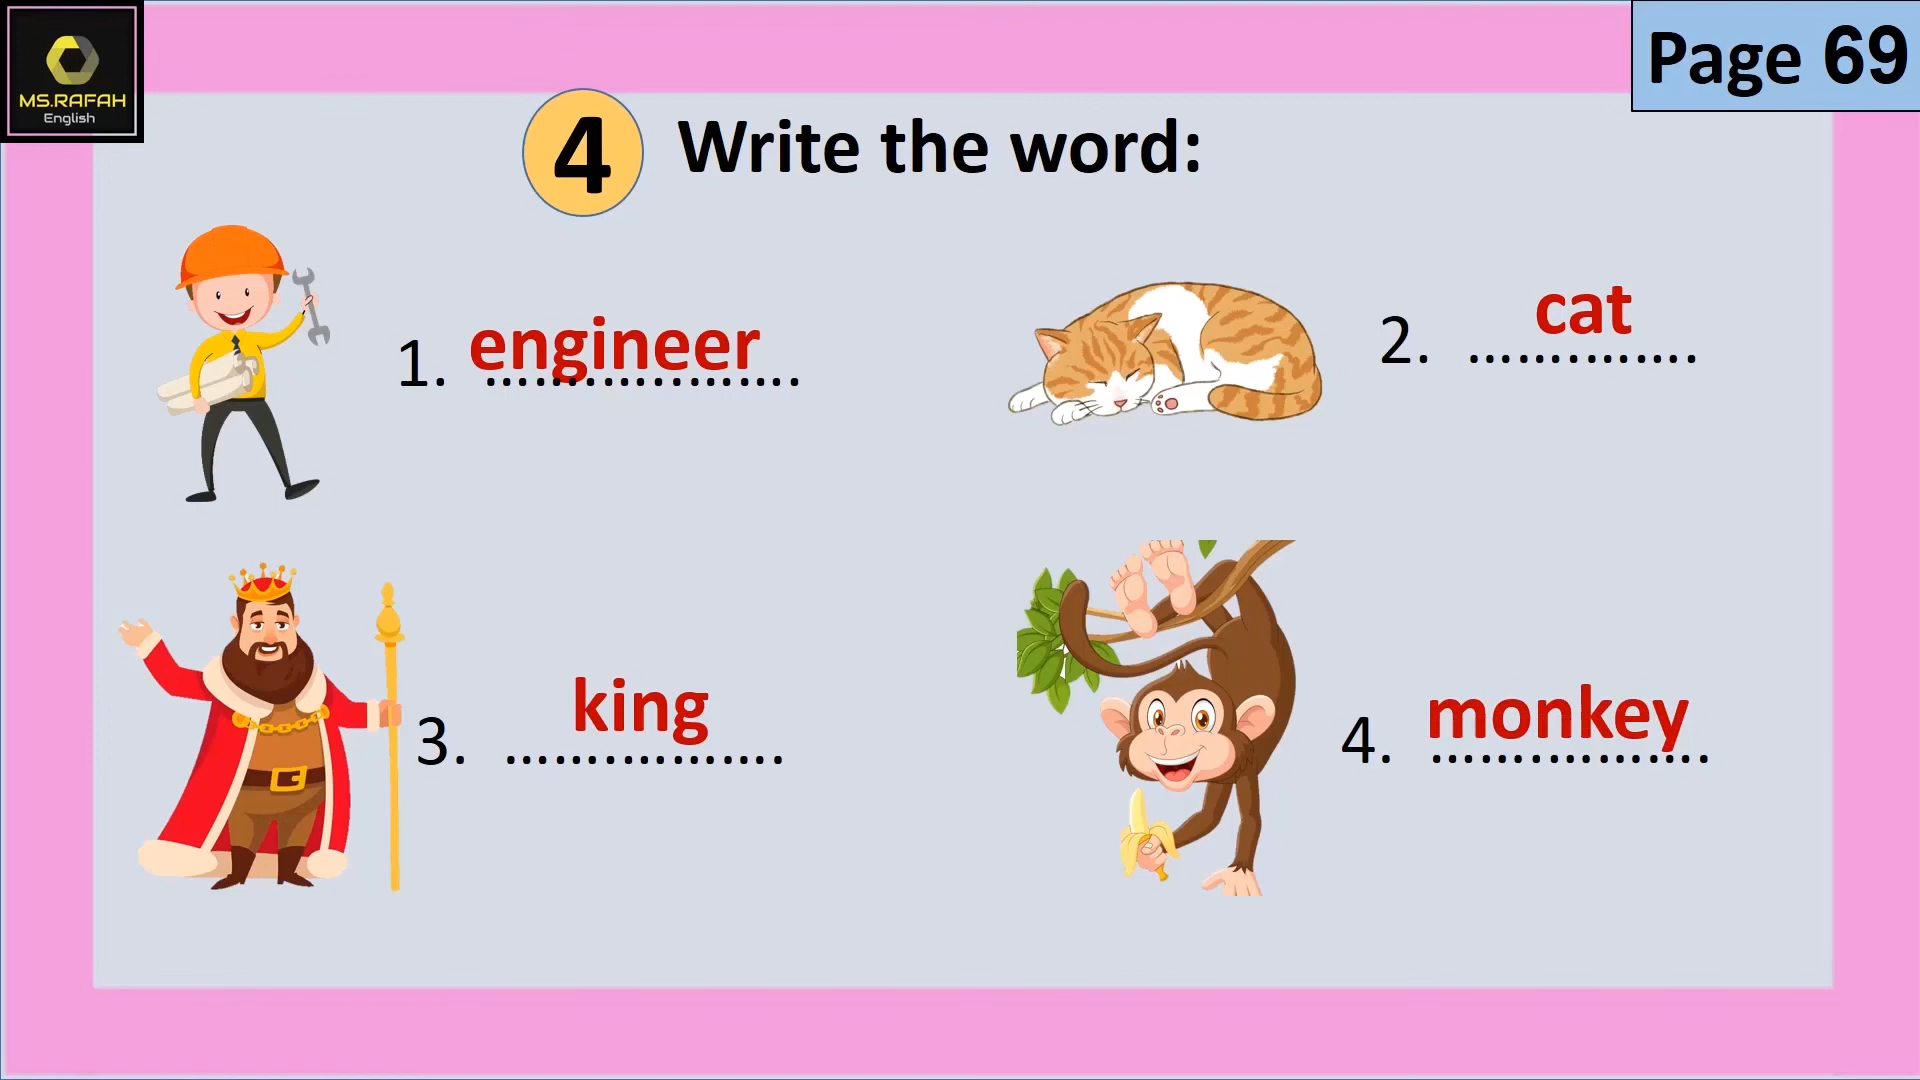 MS.RAFAH
English
Page 69
4 Write the word:
1. engineer
2. cat
3. king
4. monkey